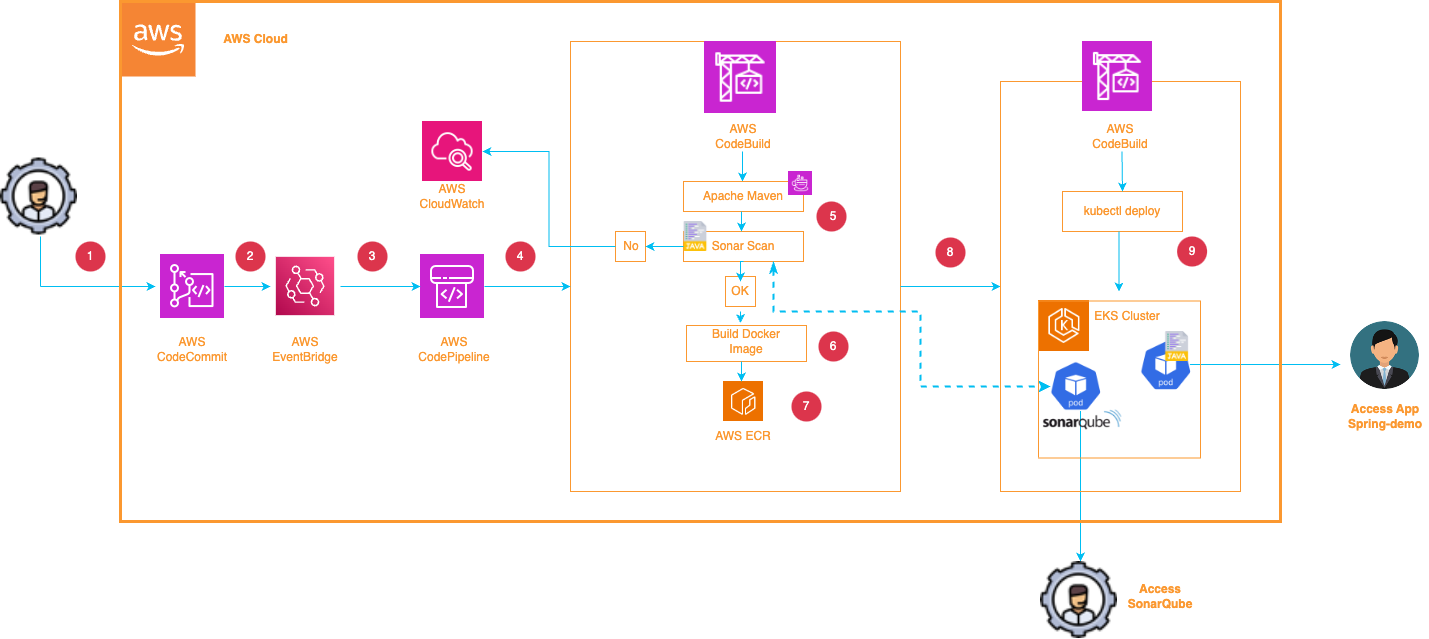 aws
AWS Cloud
AWS
CodeBuild
AWS
CodeBuild
AWS
CloudWatch
Apache Maven
kubectl deploy
5
No
JAVA
Sonar Scan
1
2
3
4
8
9
OK
EKS Cluster
K
Build Docker
Image
6
AWS
CodeCommit
AWS
EventBridge
AWS
CodePipeline
JAVA
pod
pod
7
sonarqube
AWS ECR
Access App
Spring-demo
Access
SonarQube